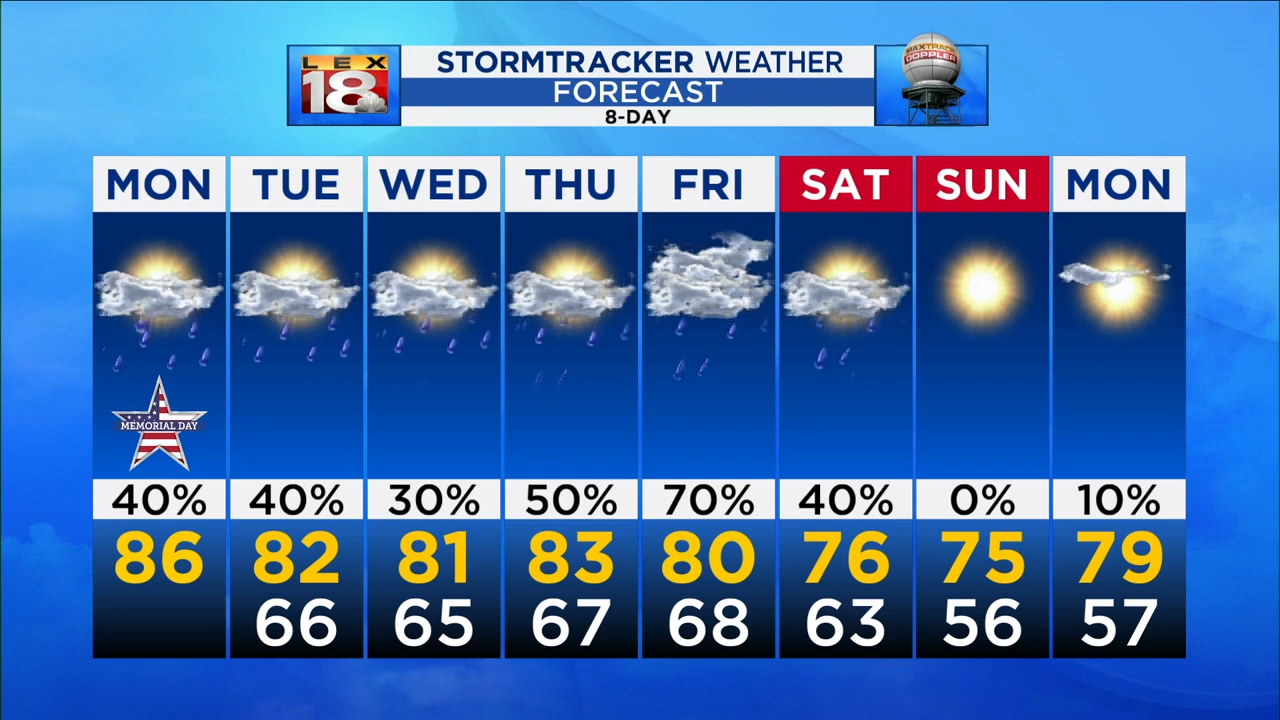 LEX
18
STORMTRACKER WEATHER
FORECAST
8-DAY
MAXTRACK
DOPPLER
MON TUE WED THU FRI SAT SUN MON
MEMORIAL DAY
40% 40% 30% 50% 70% 40% 0% 10%
86 82 81 83 80 76 75 79
66 65 67 68 63 56 57